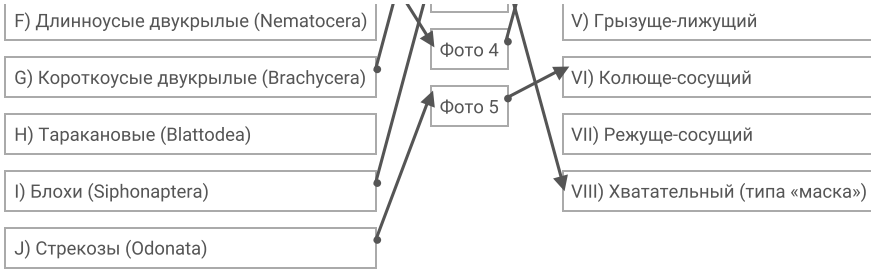 F) Длинноусые двукрылые (Nematocera)
G) Короткоусые двукрылые (Brachycera)
H) Таракановые (Blattodea)
I) Блохи (Siphonaptera)
J) Стрекозы (Odonata)
Фото 4
Фото 5
V) Грызуще-лижущий
VI) Колюще-сосущий
VII) Режуще-сосущий
VIII) Хватательный (типа «маска»)